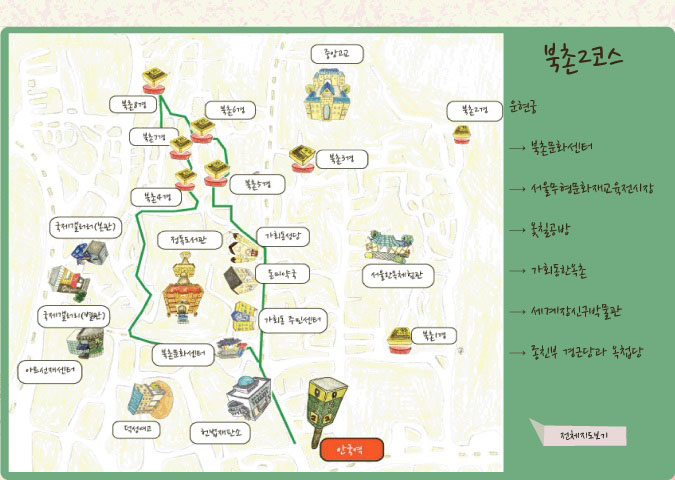 북촌2코스
운현궁
→ 북촌문화센터
→ 서울무형문화재교육전시장
→ 옻칠공방
→ 가회동한옥촌
→ 세계장신구박물관
→ 종친부 경근당과 옥첩당
전체지도보기
중앙고교
북촌8경
북촌6경
북촌2경
북촌7경
북촌3경
북촌4경
북촌5경
국제갤러리(본관)
정독도서관
가회동성당
서울한옥체험관
돈미약국
국제갤러리(별관)
가회동 주민센터
북촌1경
북촌문화센터
아트선재센터
덕성여고
헌법재판소
안국역